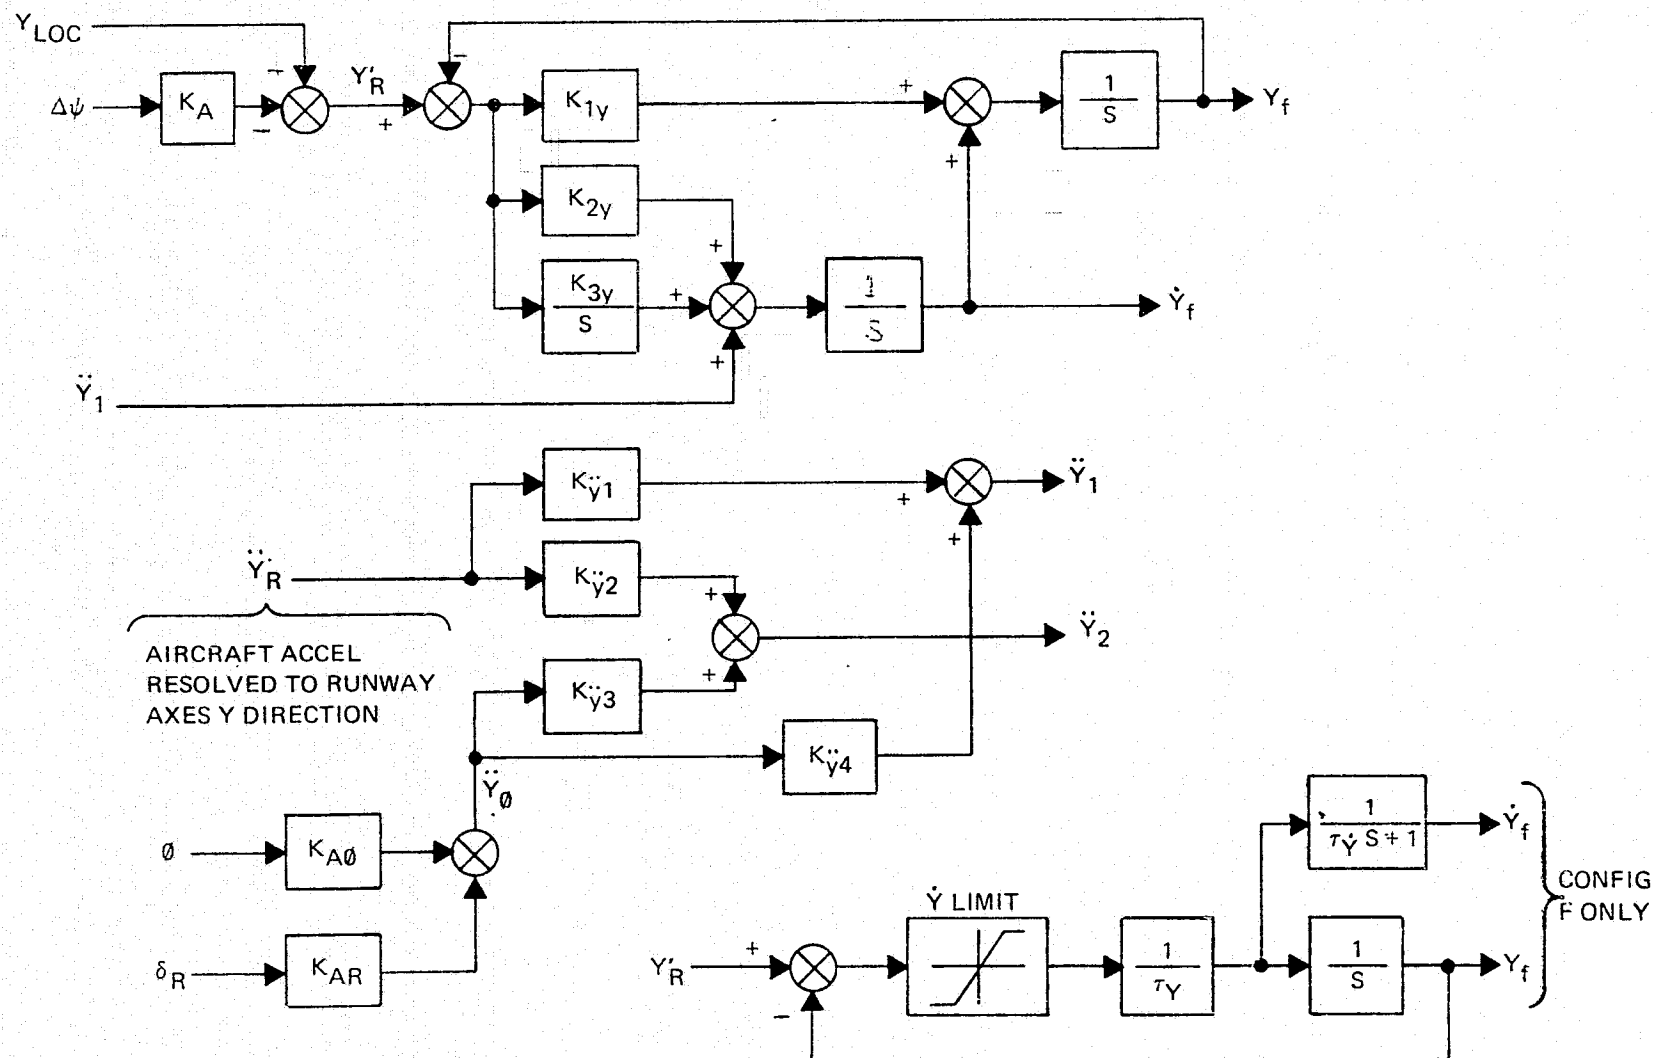 Y_LOC
Δψ
K_A
Y'_R
K_1y
K_2y
K_3y
S
1
S
Y_f
1
S
Ẏ_f
Ÿ_1
Ÿ_R
AIRCRAFT ACCEL
RESOLVED TO RUNWAY
AXES Y DIRECTION
K_ÿ1
Ÿ_1
K_ÿ2
Ÿ_2
K_ÿ3
K_ÿ4
Ÿ_Ø
Ø
K_AØ
δ_R
K_AR
Y'_R
+
−
Ẏ LIMIT
1
τ_Y
1
τ_Ẏ S + 1
Ẏ_f
1
S
Y_f
CONFIG
F ONLY